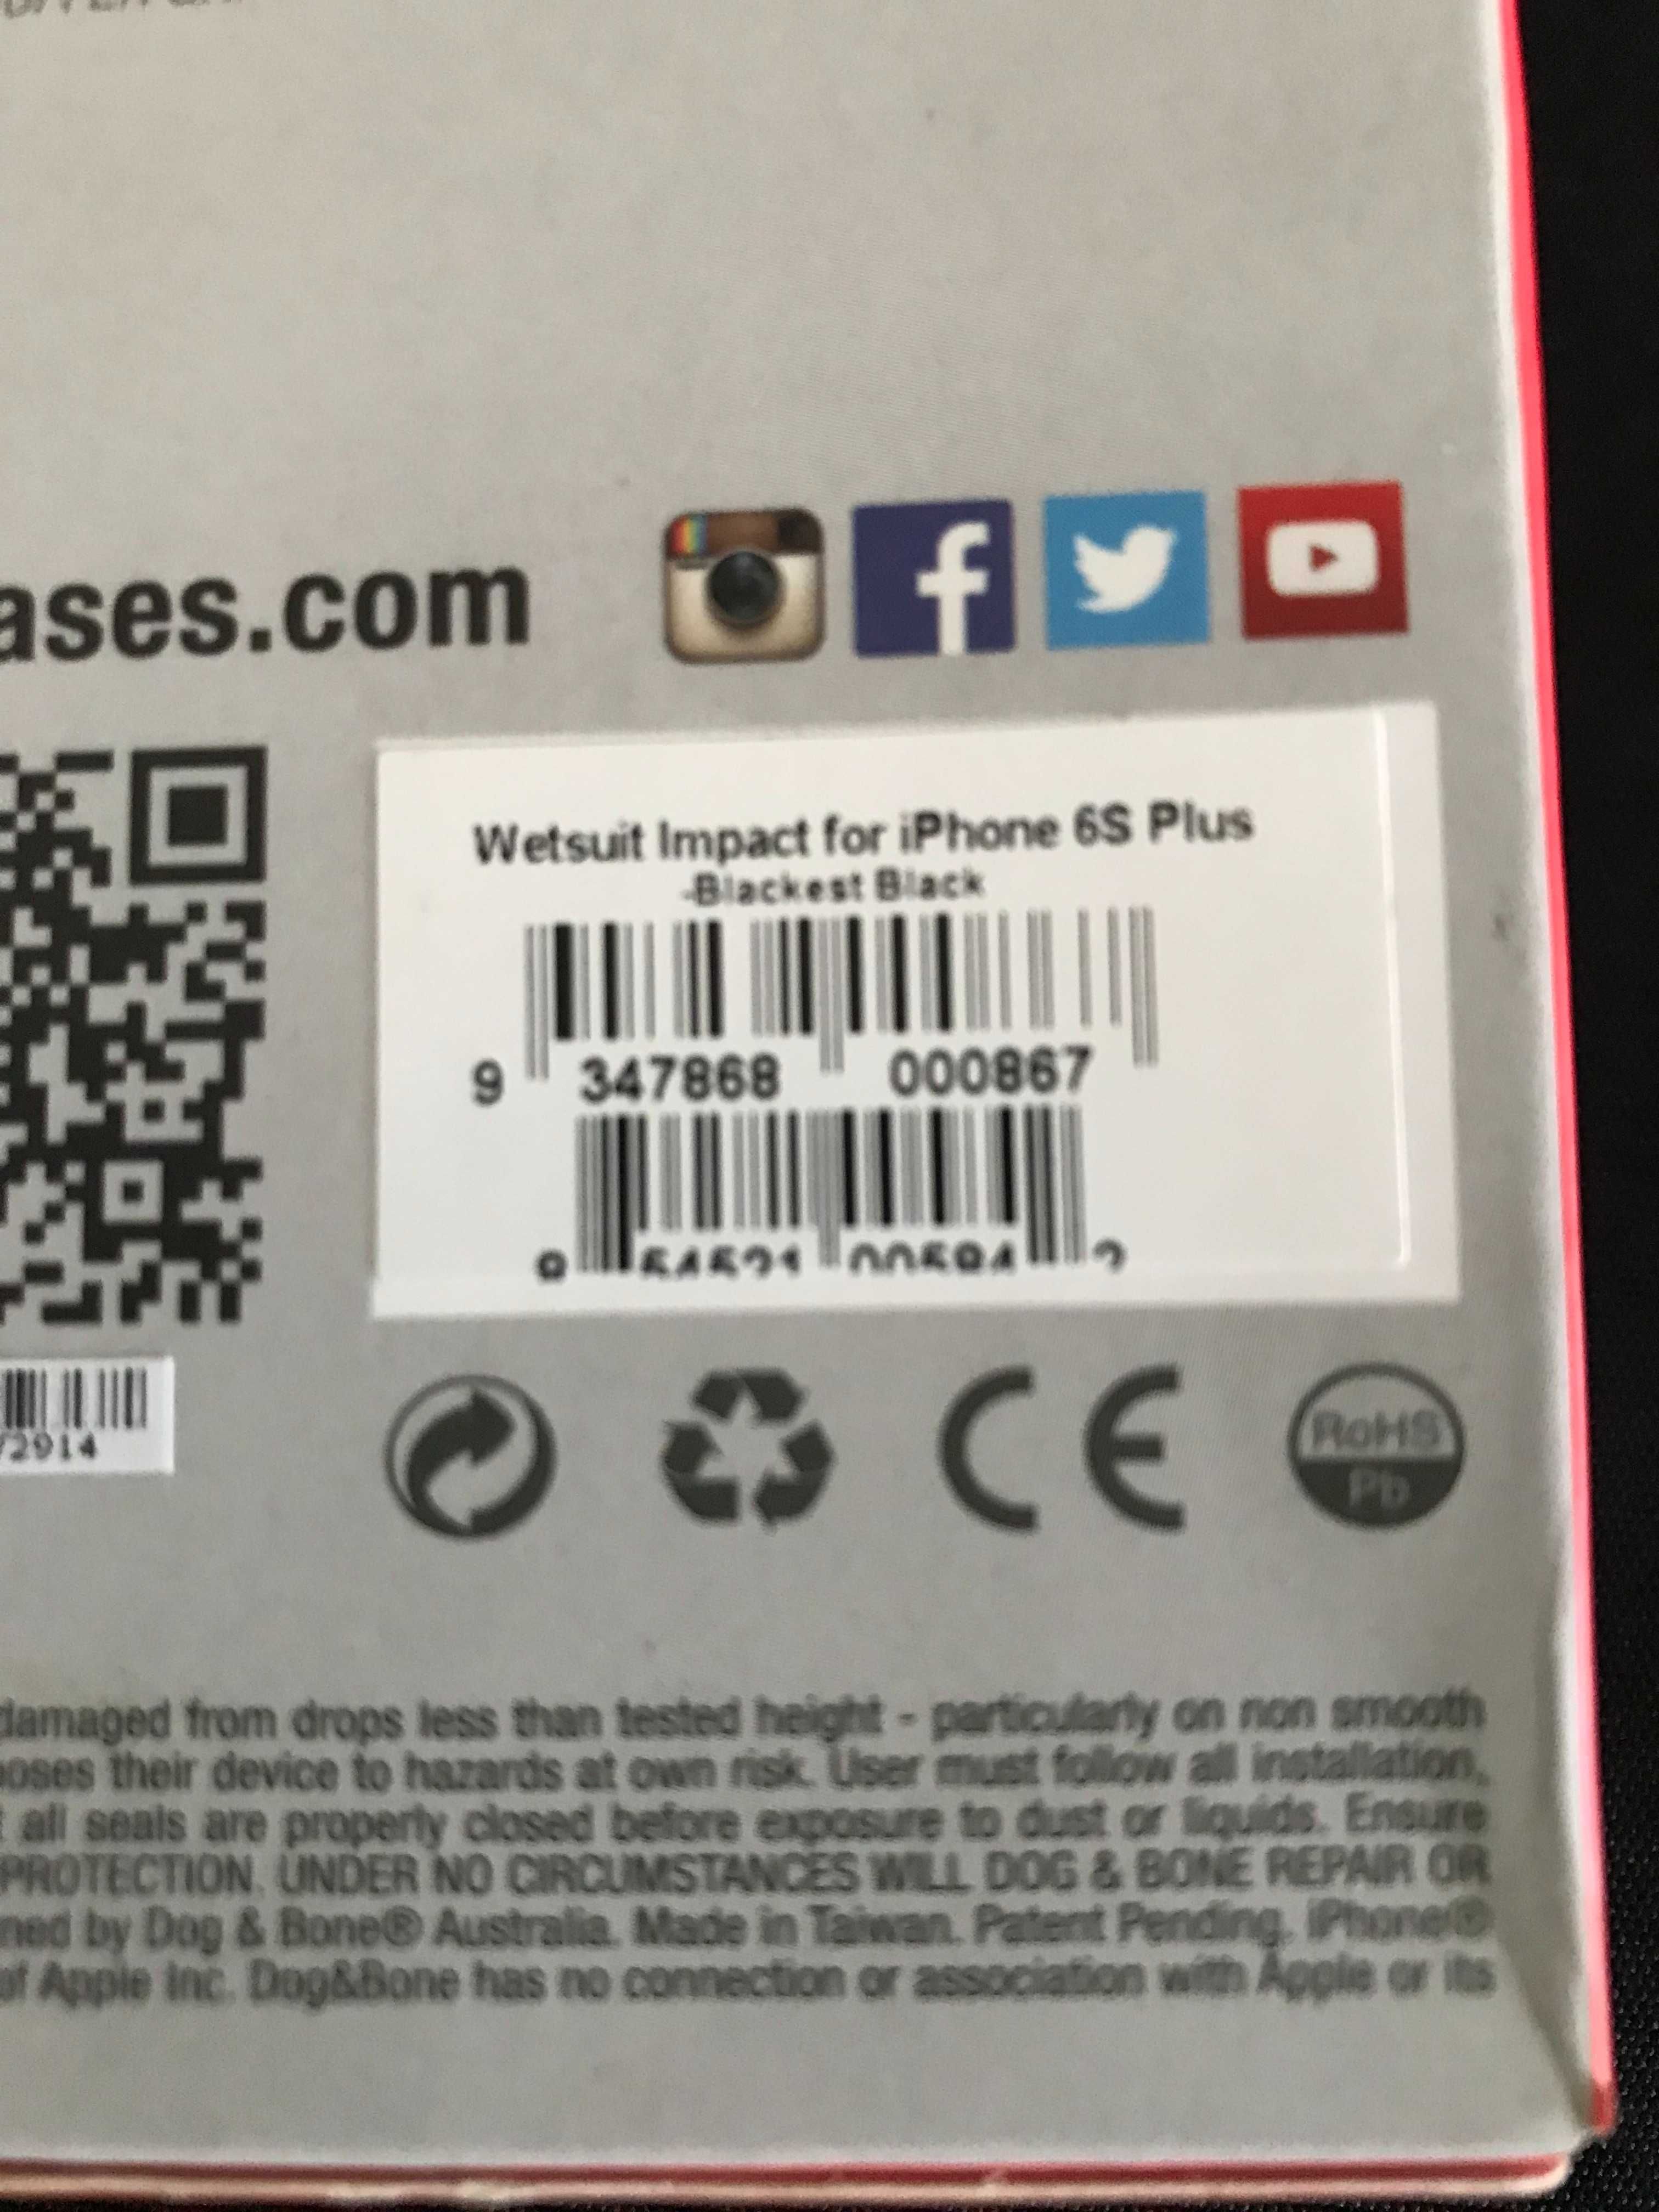 ases.com
Wetsuit Impact for iPhone 6S Plus
-Blackest Black
9 347868 000867
2914
damaged from drops less than tested height - particularly on non smooth
oses their device to hazards at own risk. User must follow all installation,
all seals are properly closed before exposure to dust or liquids. Ensure
PROTECTION. UNDER NO CIRCUMSTANCES WILL DOG & BONE REPAIR OR
ned by Dog & Bone® Australia. Made in Taiwan. Patent Pending. iPhone®
of Apple Inc. Dog&Bone has no connection or association with Apple or its
CE
RoHS
Pb